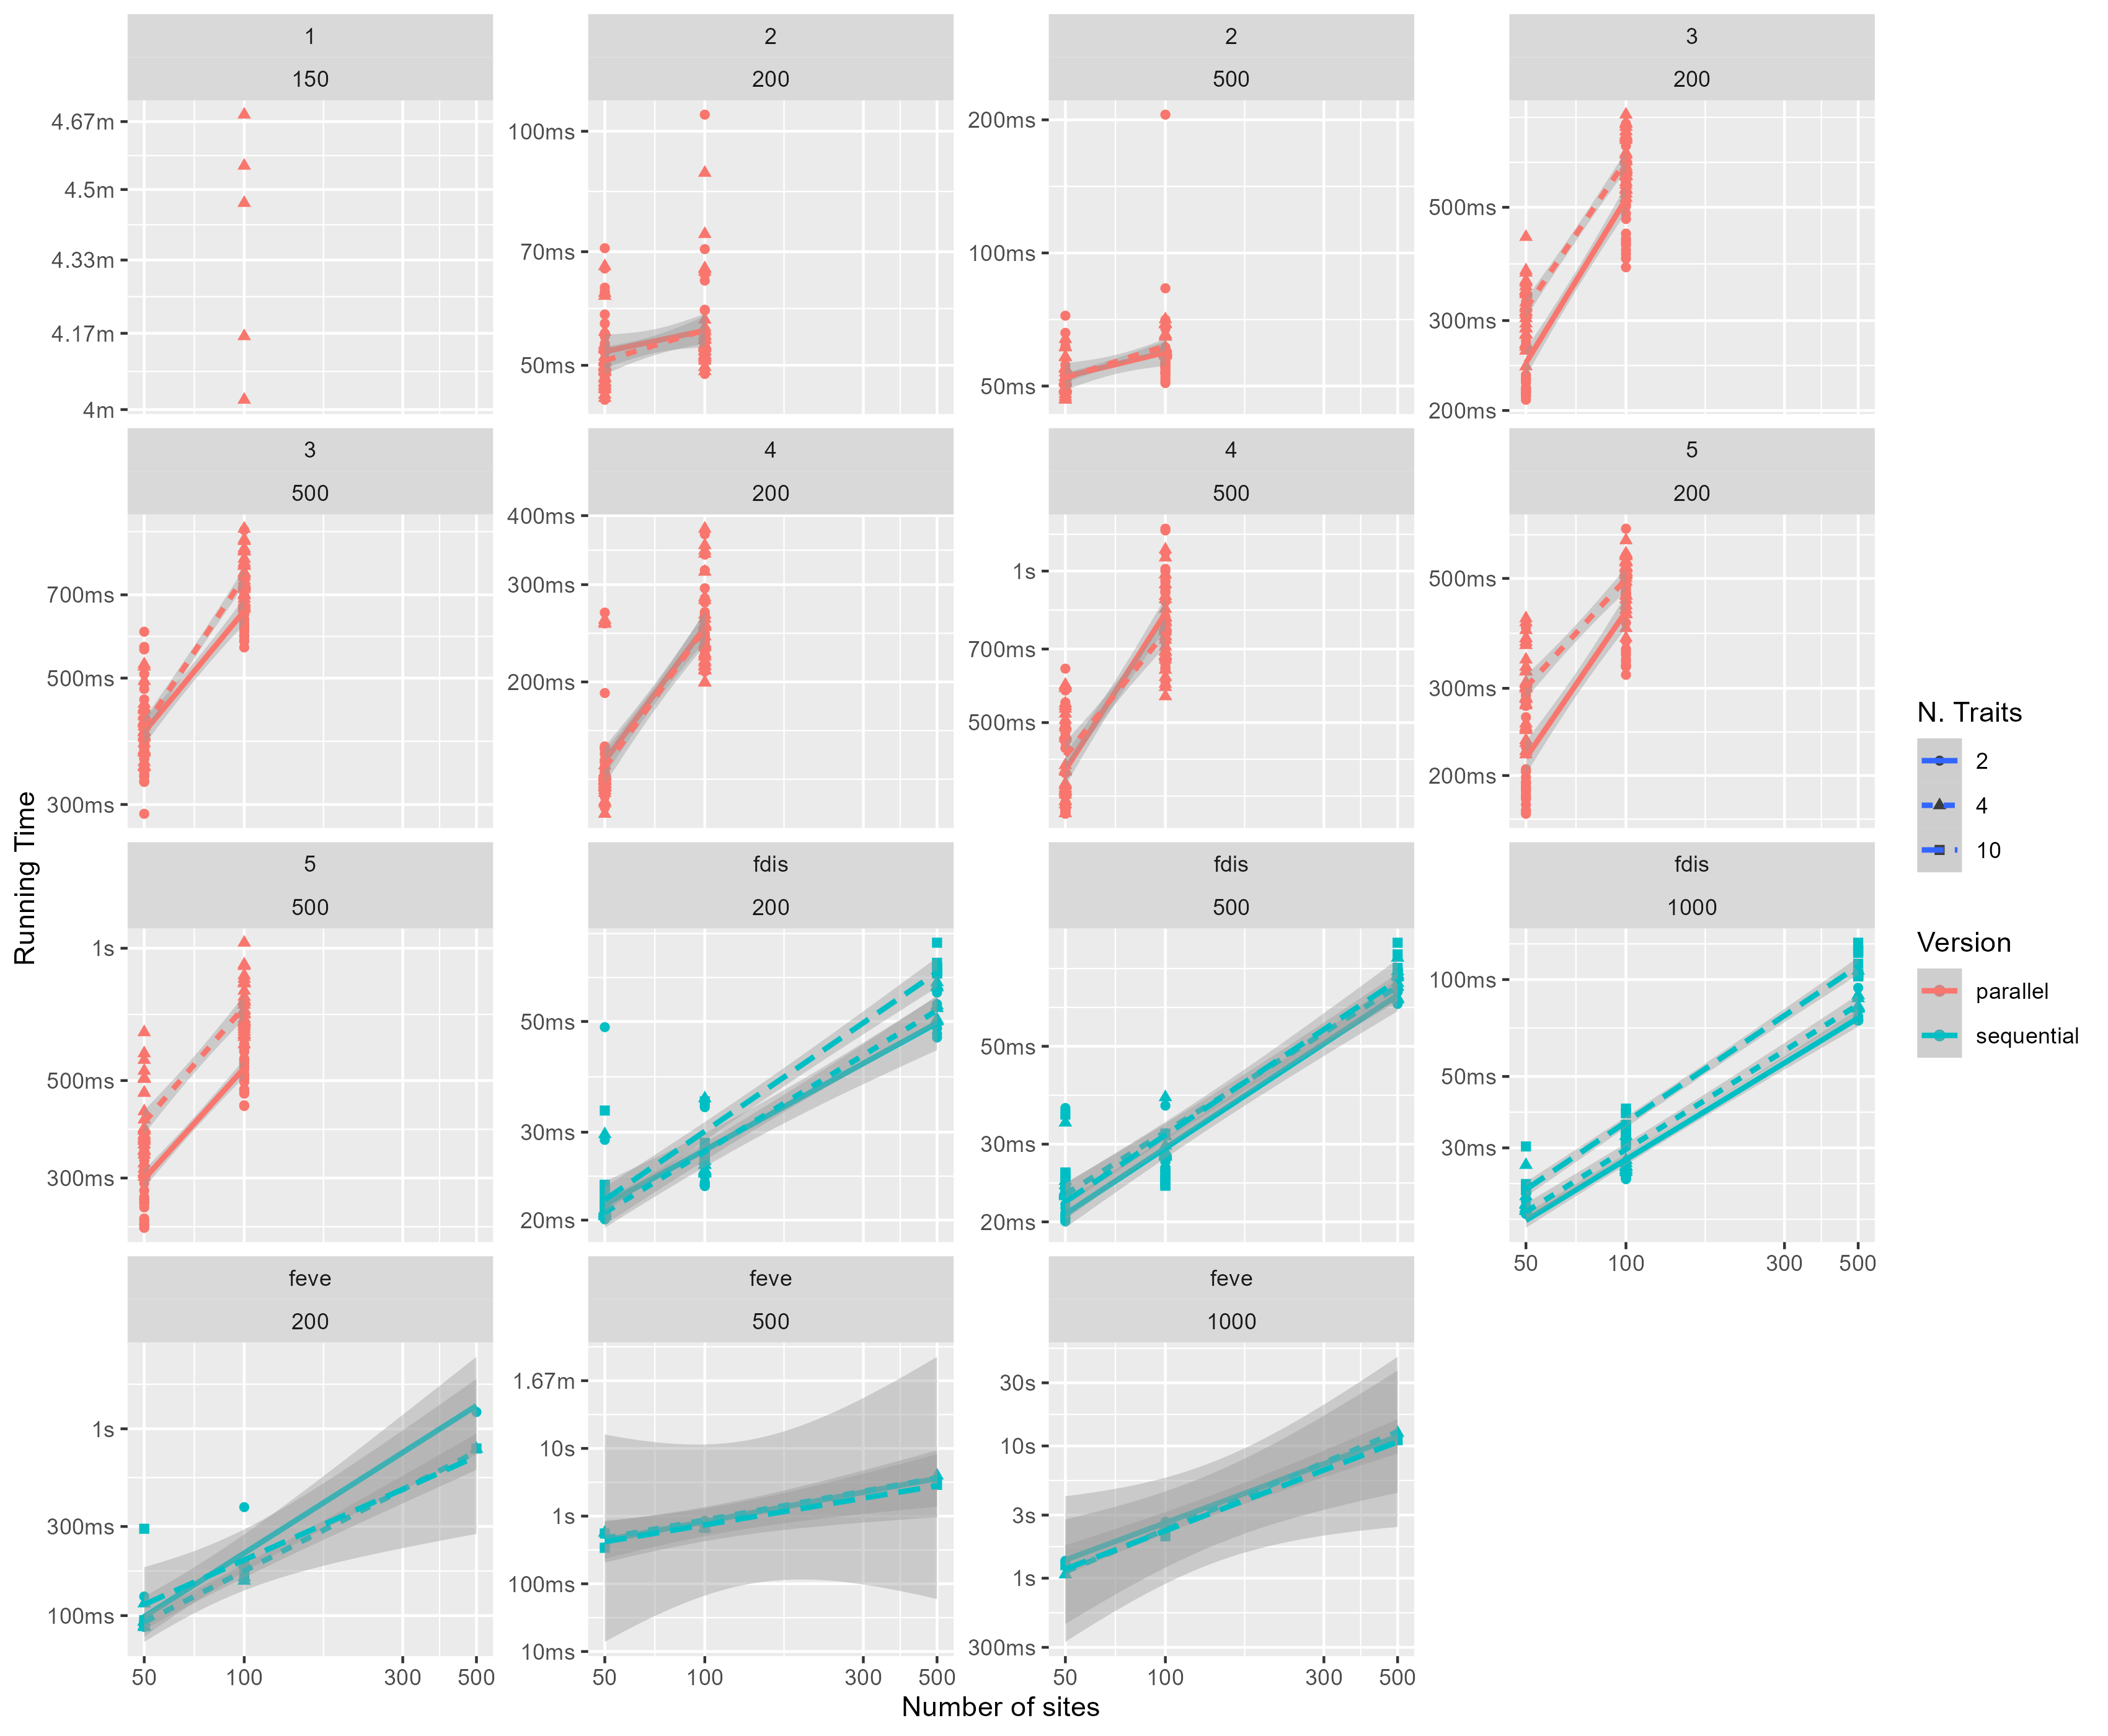 1
150
4.67m
4.5m
4.33m
4.17m
4m
2
200
100ms
70ms
50ms
2
500
200ms
100ms
50ms
3
200
500ms
300ms
200ms
3
500
700ms
500ms
300ms
4
200
400ms
300ms
200ms
4
500
1s
700ms
500ms
5
200
500ms
300ms
200ms
5
500
1s
500ms
300ms
fdis
200
50ms
30ms
20ms
fdis
500
50ms
30ms
20ms
fdis
1000
100ms
50ms
30ms
50 100 300 500
feve
200
1s
300ms
100ms
50 100 300 500
feve
500
1.67m
10s
1s
100ms
10ms
50 100 300 500
feve
1000
30s
10s
3s
1s
300ms
50 100 300 500
Running Time
Number of sites
N. Traits
2
4
10
Version
parallel
sequential